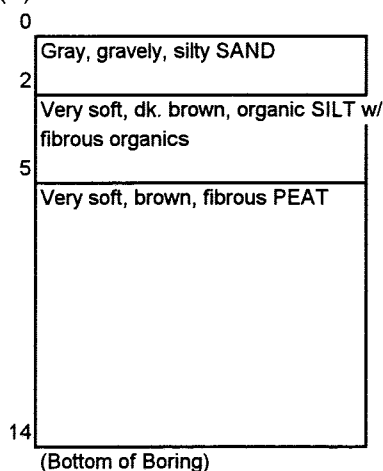 0
Gray, gravely, silty SAND
2
Very soft, dk. brown, organic SILT w/
fibrous organics
5
Very soft, brown, fibrous PEAT
14
(Bottom of Boring)